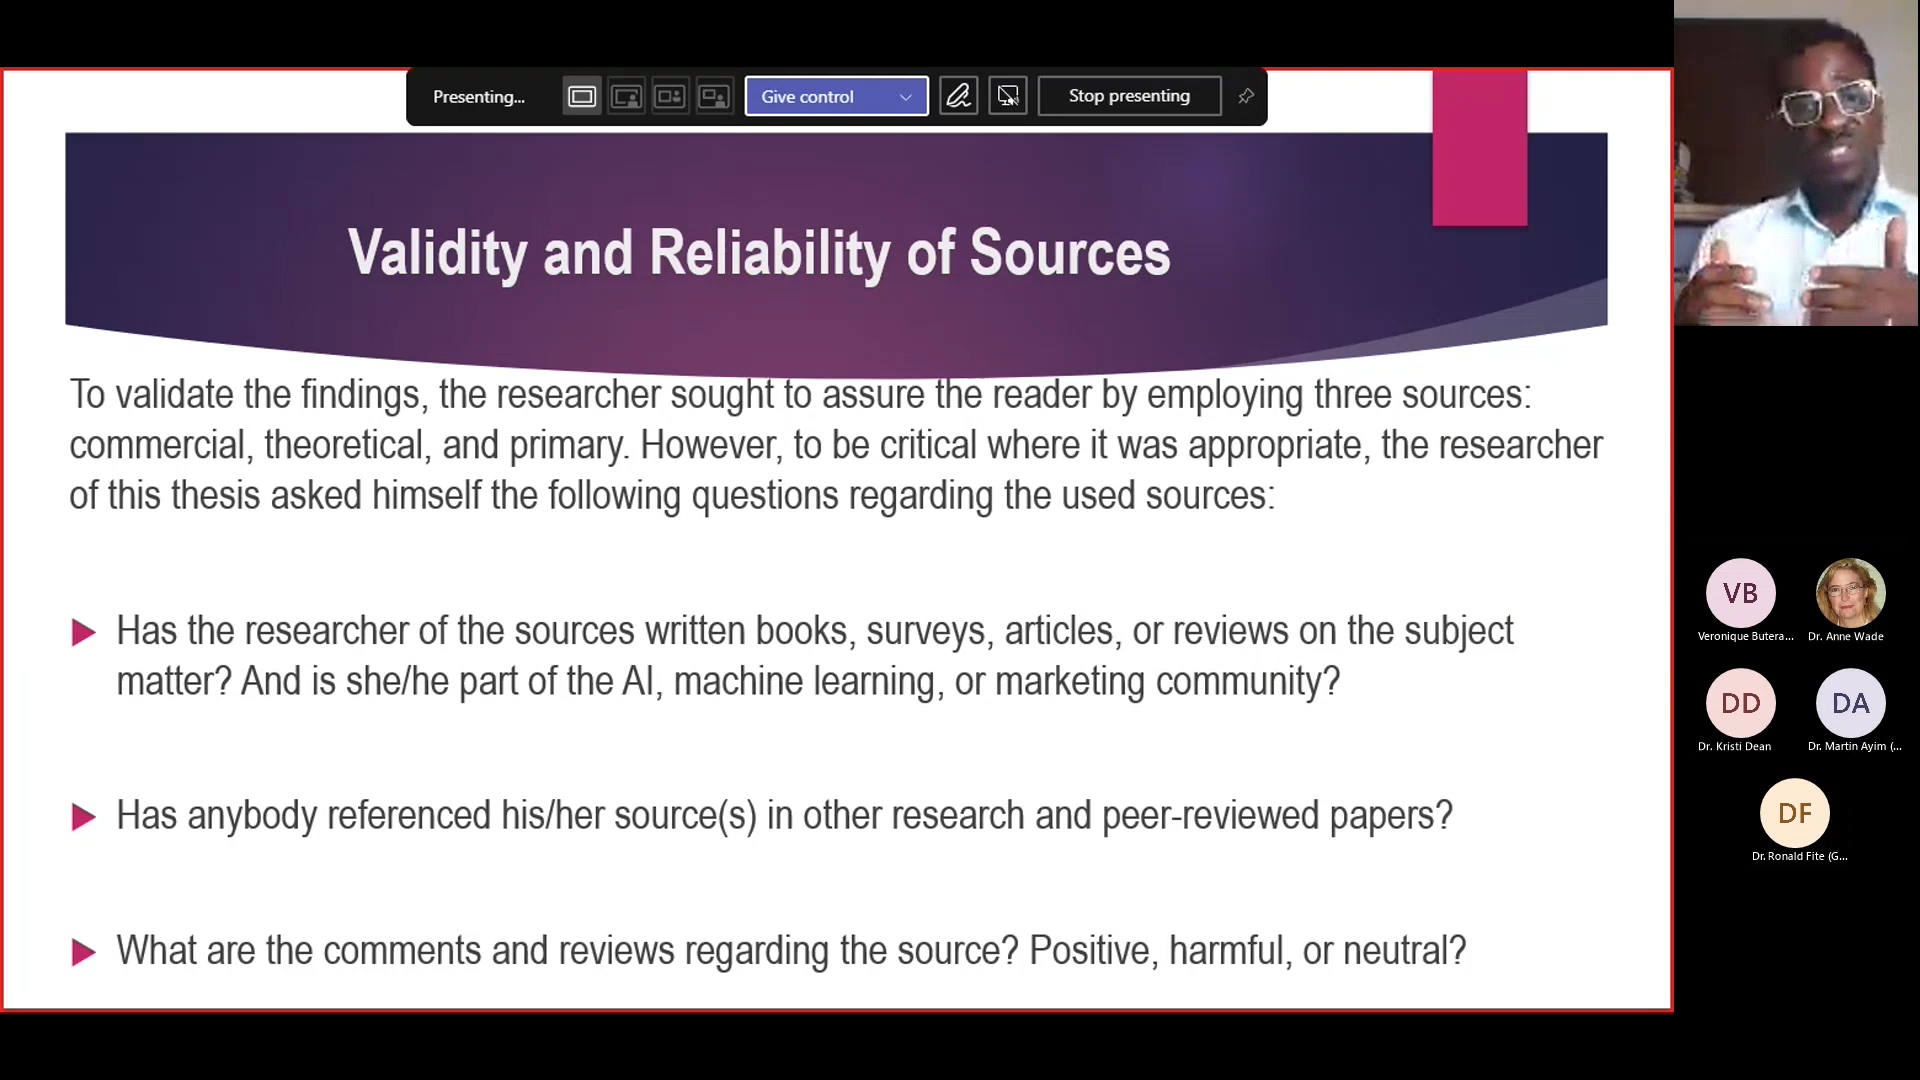 Presenting...
Give control
Stop presenting
Validity and Reliability of Sources
To validate the findings, the researcher sought to assure the reader by employing three sources:
commercial, theoretical, and primary. However, to be critical where it was appropriate, the researcher
of this thesis asked himself the following questions regarding the used sources:
Has the researcher of the sources written books, surveys, articles, or reviews on the subject
matter? And is she/he part of the AI, machine learning, or marketing community?
Has anybody referenced his/her source(s) in other research and peer-reviewed papers?
What are the comments and reviews regarding the source? Positive, harmful, or neutral?
VB
Veronique Butera...
Dr. Anne Wade
DD
Dr. Kristi Dean
DA
Dr. Martin Ayim (...
DF
Dr. Ronald Fite (G...